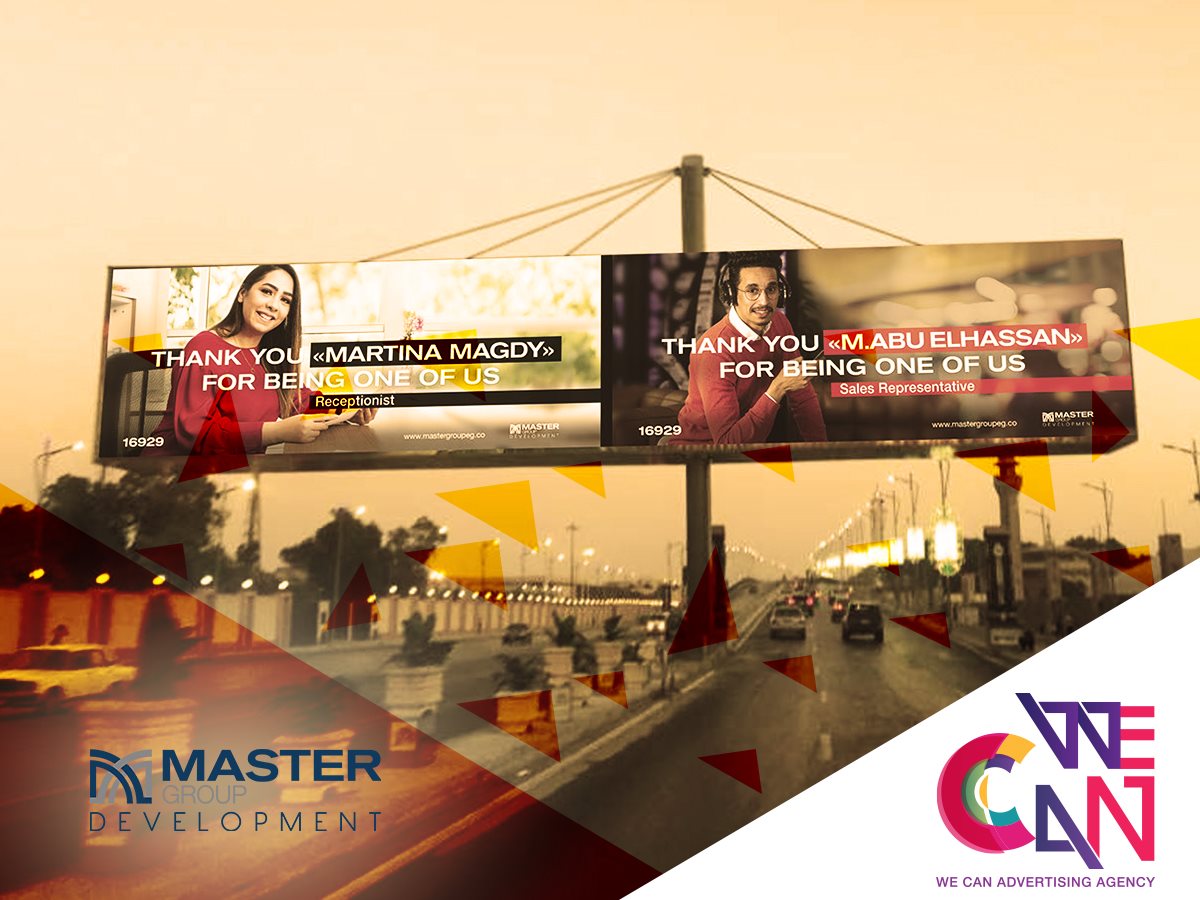 THANK YOU «MARTINA MAGDY»
FOR BEING ONE OF US
Receptionist
16929
www.mastergroupeg.co
MASTER
GROUP
DEVELOPMENT
THANK YOU «M.ABU ELHASSAN»
FOR BEING ONE OF US
Sales Representative
16929
www.mastergroupeg.co
MASTER
GROUP
DEVELOPMENT
MASTER
GROUP
DEVELOPMENT
WE
CAN
WE CAN ADVERTISING AGENCY